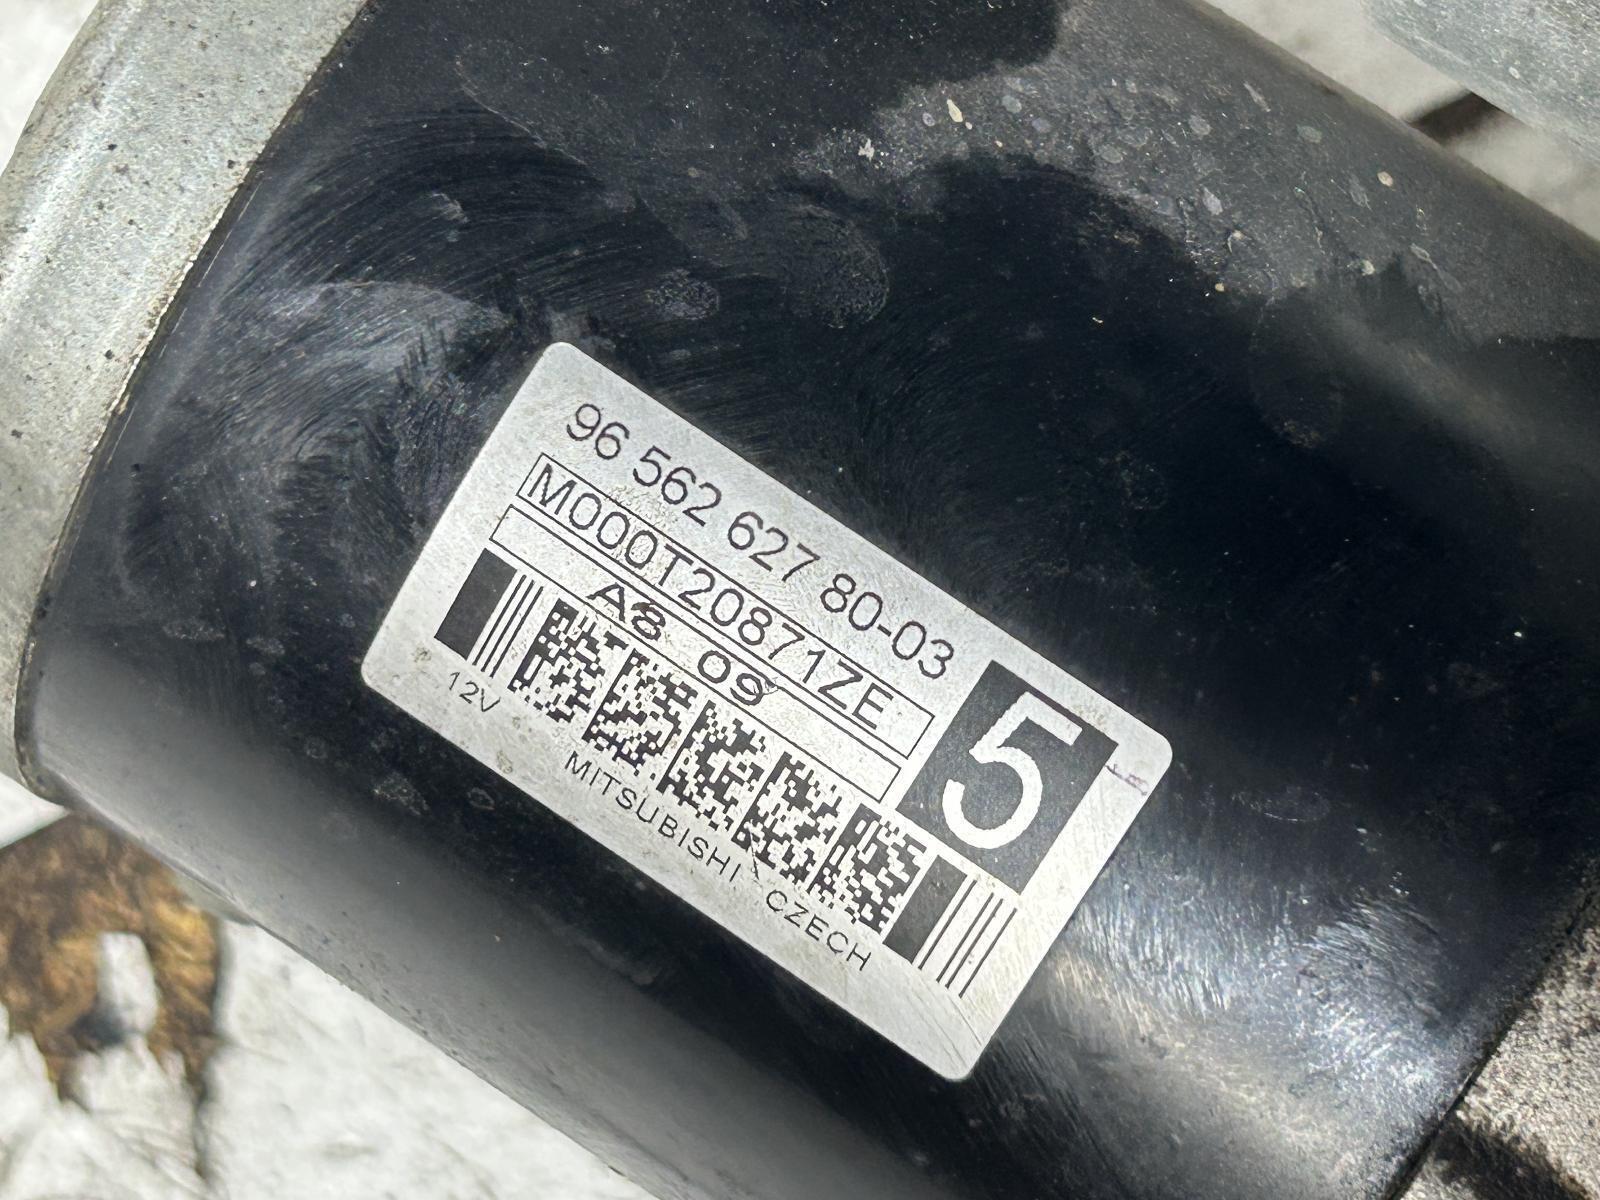 96 562 627 80-03
M000T20871ZE
A8 09
5
12V
MITSUBISHI CZECH